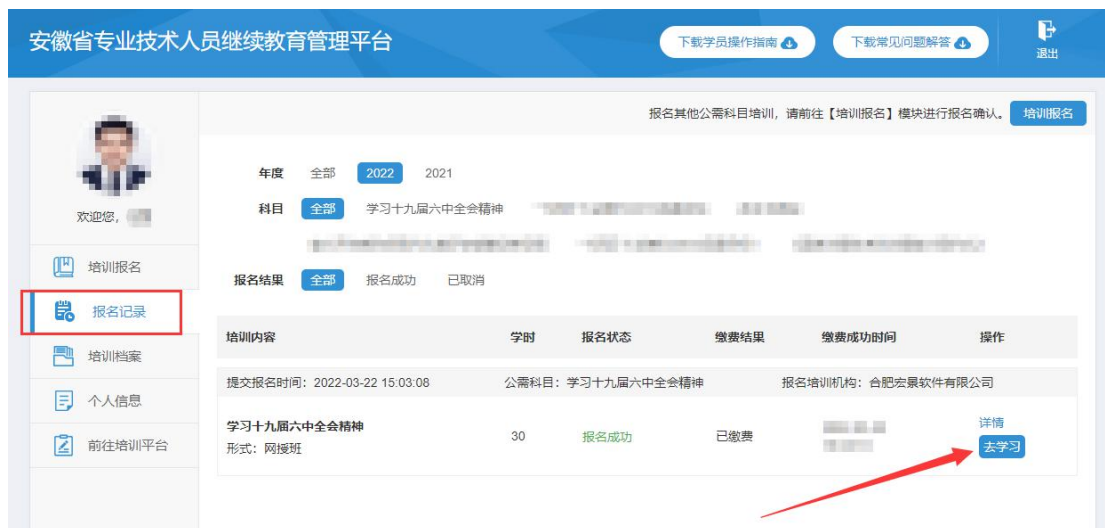 安徽省专业技术人员继续教育管理平台
下载学员操作指南
下载常见问题解答
退出
报名其他公需科目培训，请前往【培训报名】模块进行报名确认。 培训报名
欢迎您，
培训报名
报名记录
培训档案
个人信息
前往培训平台
年度 全部 2022 2021
科目 全部 学习十九届六中全会精神
报名结果 全部 报名成功 已取消
培训内容 学时 报名状态 缴费结果 缴费成功时间 操作
提交报名时间：2022-03-22 15:03:08 公需科目：学习十九届六中全会精神 报名培训机构：合肥宏景软件有限公司
学习十九届六中全会精神
形式：网授班
30 报名成功 已缴费
详情
去学习